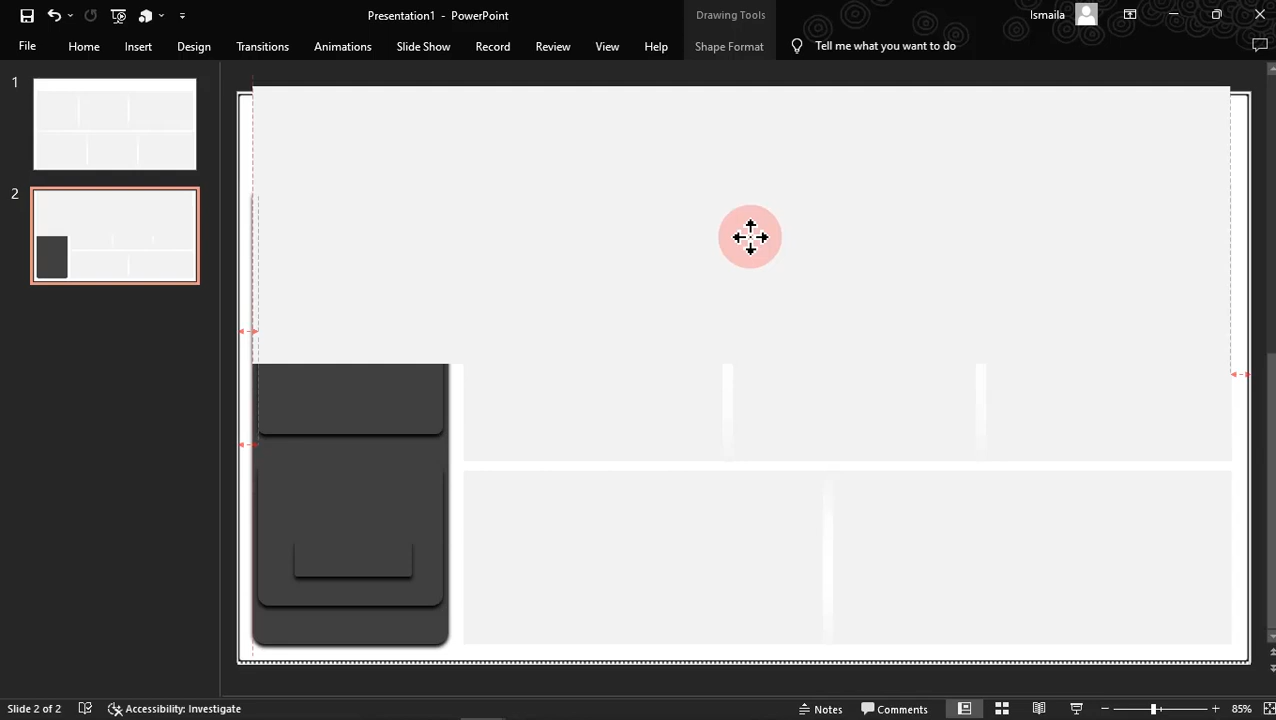 Presentation1 - PowerPoint
Drawing Tools
Ismaila
File Home Insert Design Transitions Animations Slide Show Record Review View Help Shape Format Tell me what you want to do
1
2
Slide 2 of 2 Accessibility: Investigate Notes Comments 85%